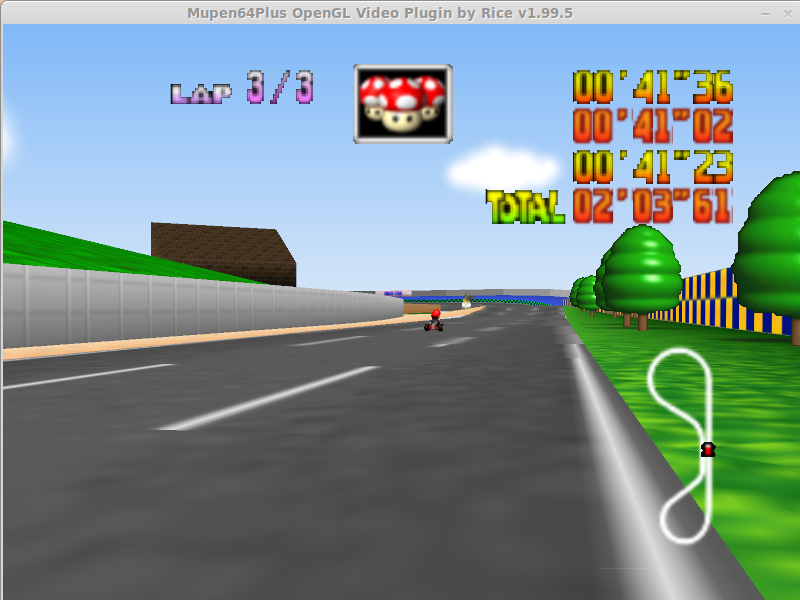 Mupen64Plus OpenGL Video Plugin by Rice v1.99.5
LAP 3/3
00'41"36
00'41"02
00'41"23
TOTAL 02'03"61